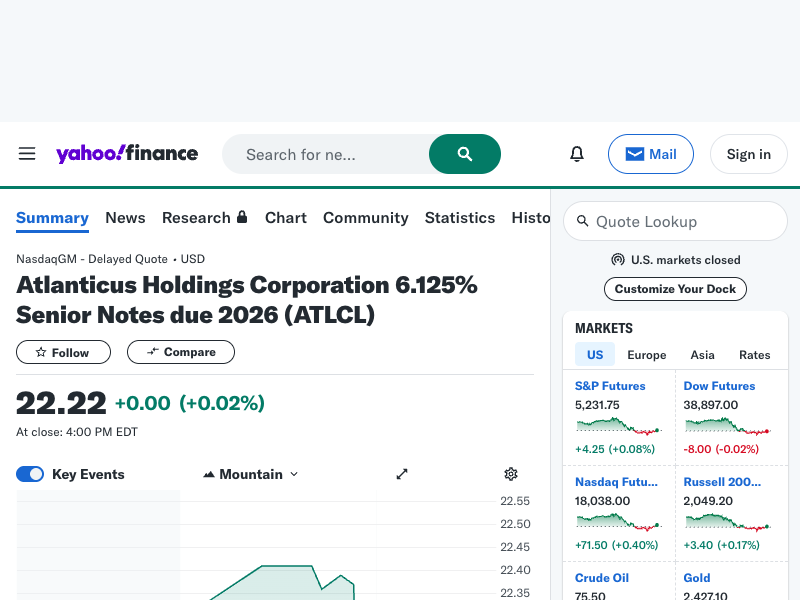 yahoo!finance
Search for ne...
Mail
Sign in
Summary News Research Chart Community Statistics Histo
NasdaqGM - Delayed Quote • USD
Atlanticus Holdings Corporation 6.125%
Senior Notes due 2026 (ATLCL)
Follow
Compare
22.22 +0.00 (+0.02%)
At close: 4:00 PM EDT
Key Events
Mountain
22.55
22.50
22.45
22.40
22.35
Quote Lookup
U.S. markets closed
Customize Your Dock
MARKETS
US Europe Asia Rates
S&P Futures
5,231.75
+4.25 (+0.08%)
Dow Futures
38,897.00
-8.00 (-0.02%)
Nasdaq Futu...
18,038.00
+71.50 (+0.40%)
Russell 200...
2,049.20
+3.40 (+0.17%)
Crude Oil
75.50
Gold
2,427.10